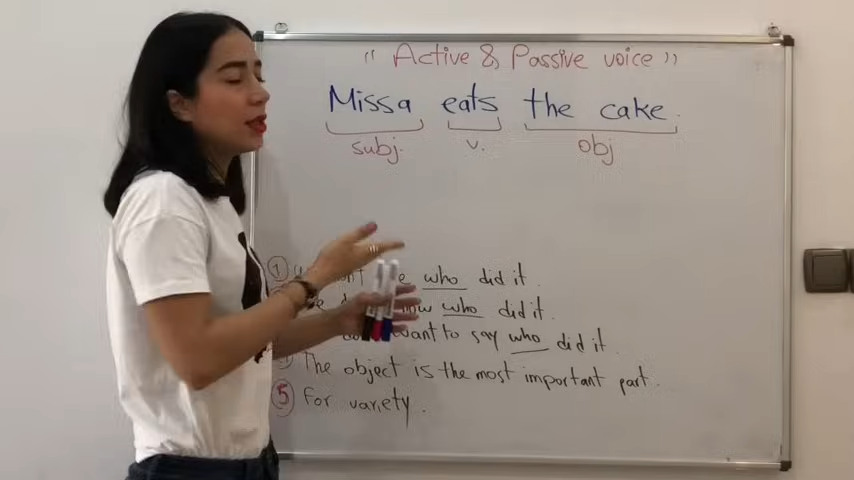 " Active & Passive voice "
Missa eats the cake.
subj. v. obj
① who did it.
who did it.
want to say who did it.
The object is the most important part.
⑤ For variety.